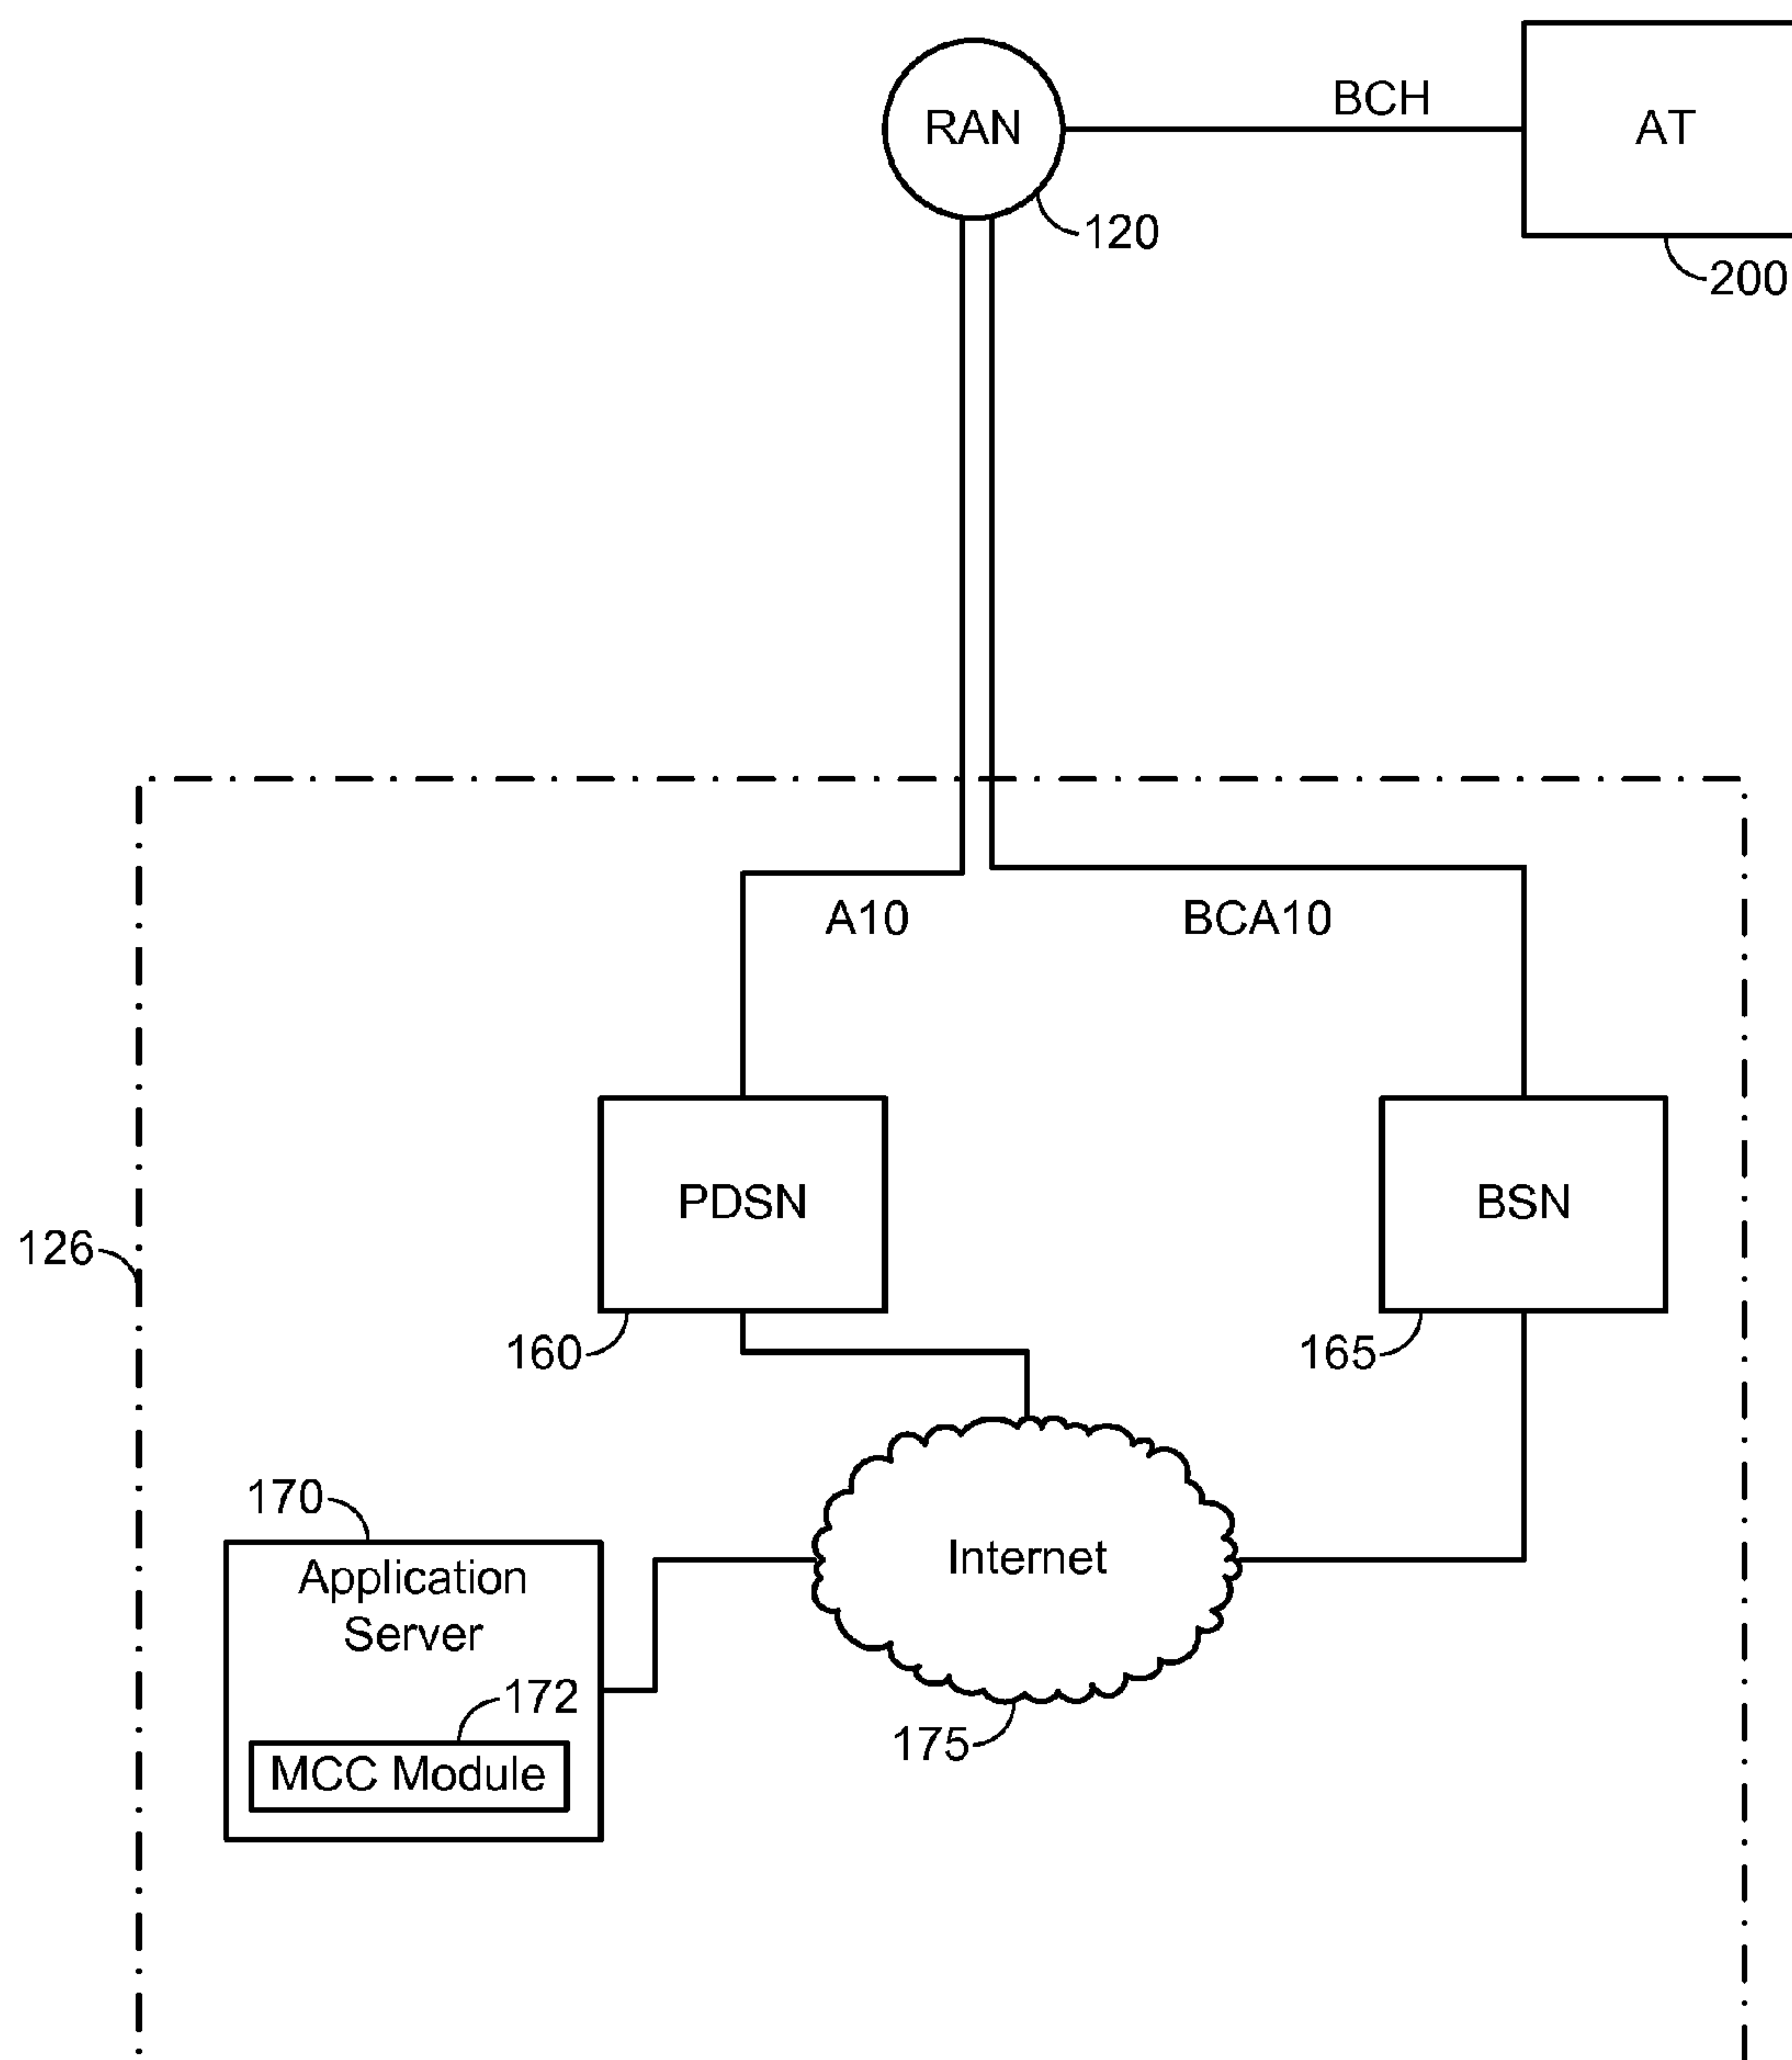 RAN
BCH
AT
120
200
A10
BCA10
PDSN
BSN
126
160
165
170
Application
Server
Internet
172
MCC Module
175